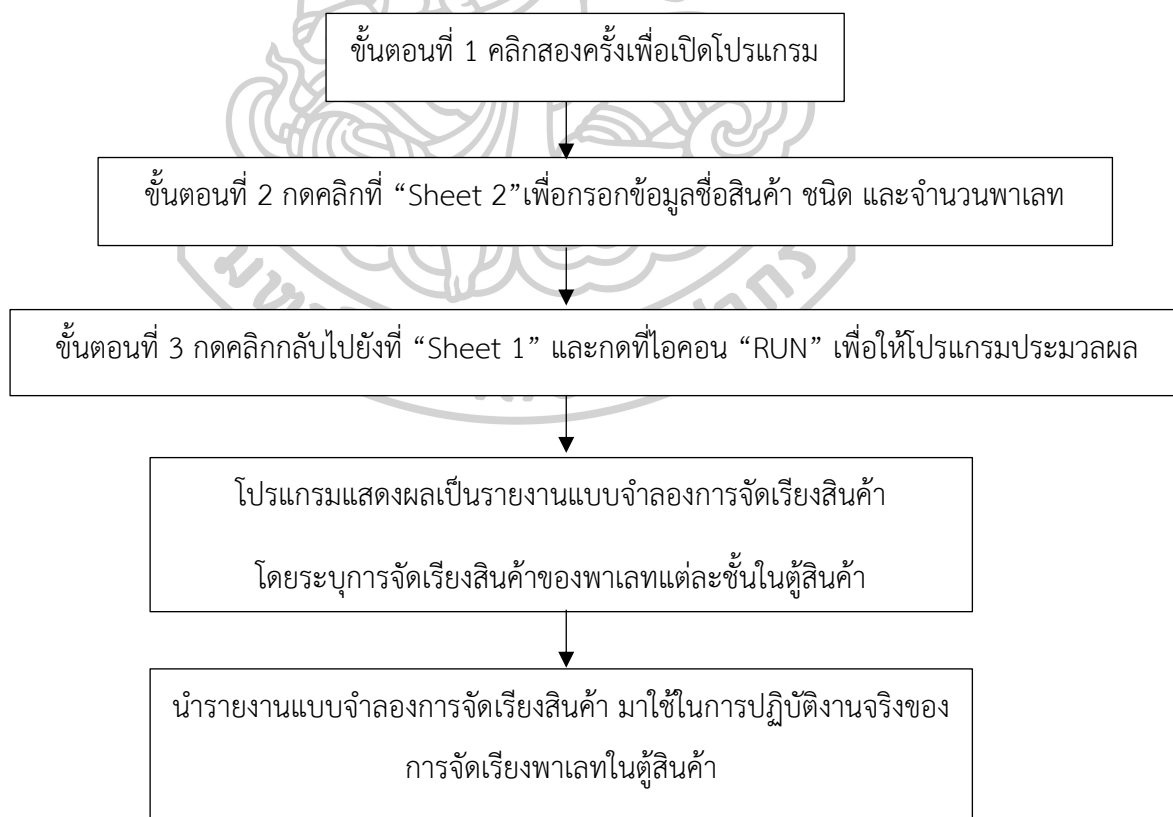 ขั้นตอนที่ 1 คลิกสองครั้งเพื่อเปิดโปรแกรม
ขั้นตอนที่ 2 กดคลิกที่ “Sheet 2”เพื่อกรอกข้อมูลชื่อสินค้า ชนิด และจำนวนพาเลท
ขั้นตอนที่ 3 กดคลิกกลับไปยังที่ “Sheet 1” และกดที่ไอคอน “RUN” เพื่อให้โปรแกรมประมวลผล
โปรแกรมแสดงผลเป็นรายงานแบบจำลองการจัดเรียงสินค้า
โดยระบุการจัดเรียงสินค้าของพาเลทแต่ละชั้นในตู้สินค้า
นำรายงานแบบจำลองการจัดเรียงสินค้า มาใช้ในการปฏิบัติงานจริงของ
การจัดเรียงพาเลทในตู้สินค้า